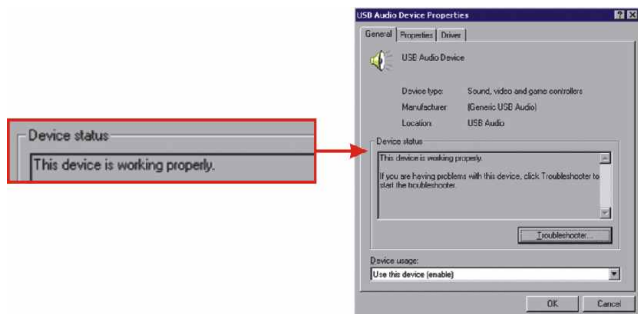 Device status
This device is working properly.
USB Audio Device Properties
General Properties Driver
USB Audio Device
Device type: Sound, video and game controllers
Manufacturer: (Generic USB Audio)
Location: USB Audio
Device status
This device is working properly.
If you are having problems with this device, click Troubleshooter to
start the troubleshooter.
Troubleshooter...
Device usage:
Use this device (enable)
OK Cancel